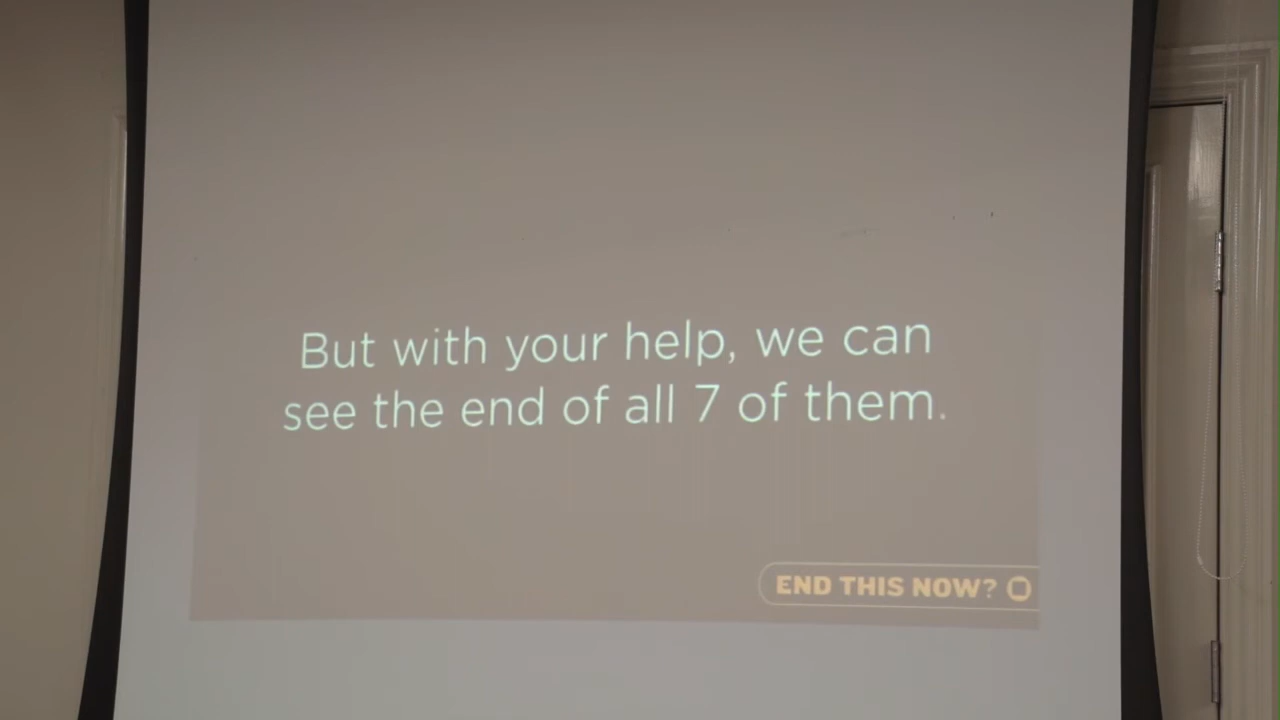 But with your help, we can
see the end of all 7 of them.
END THIS NOW?